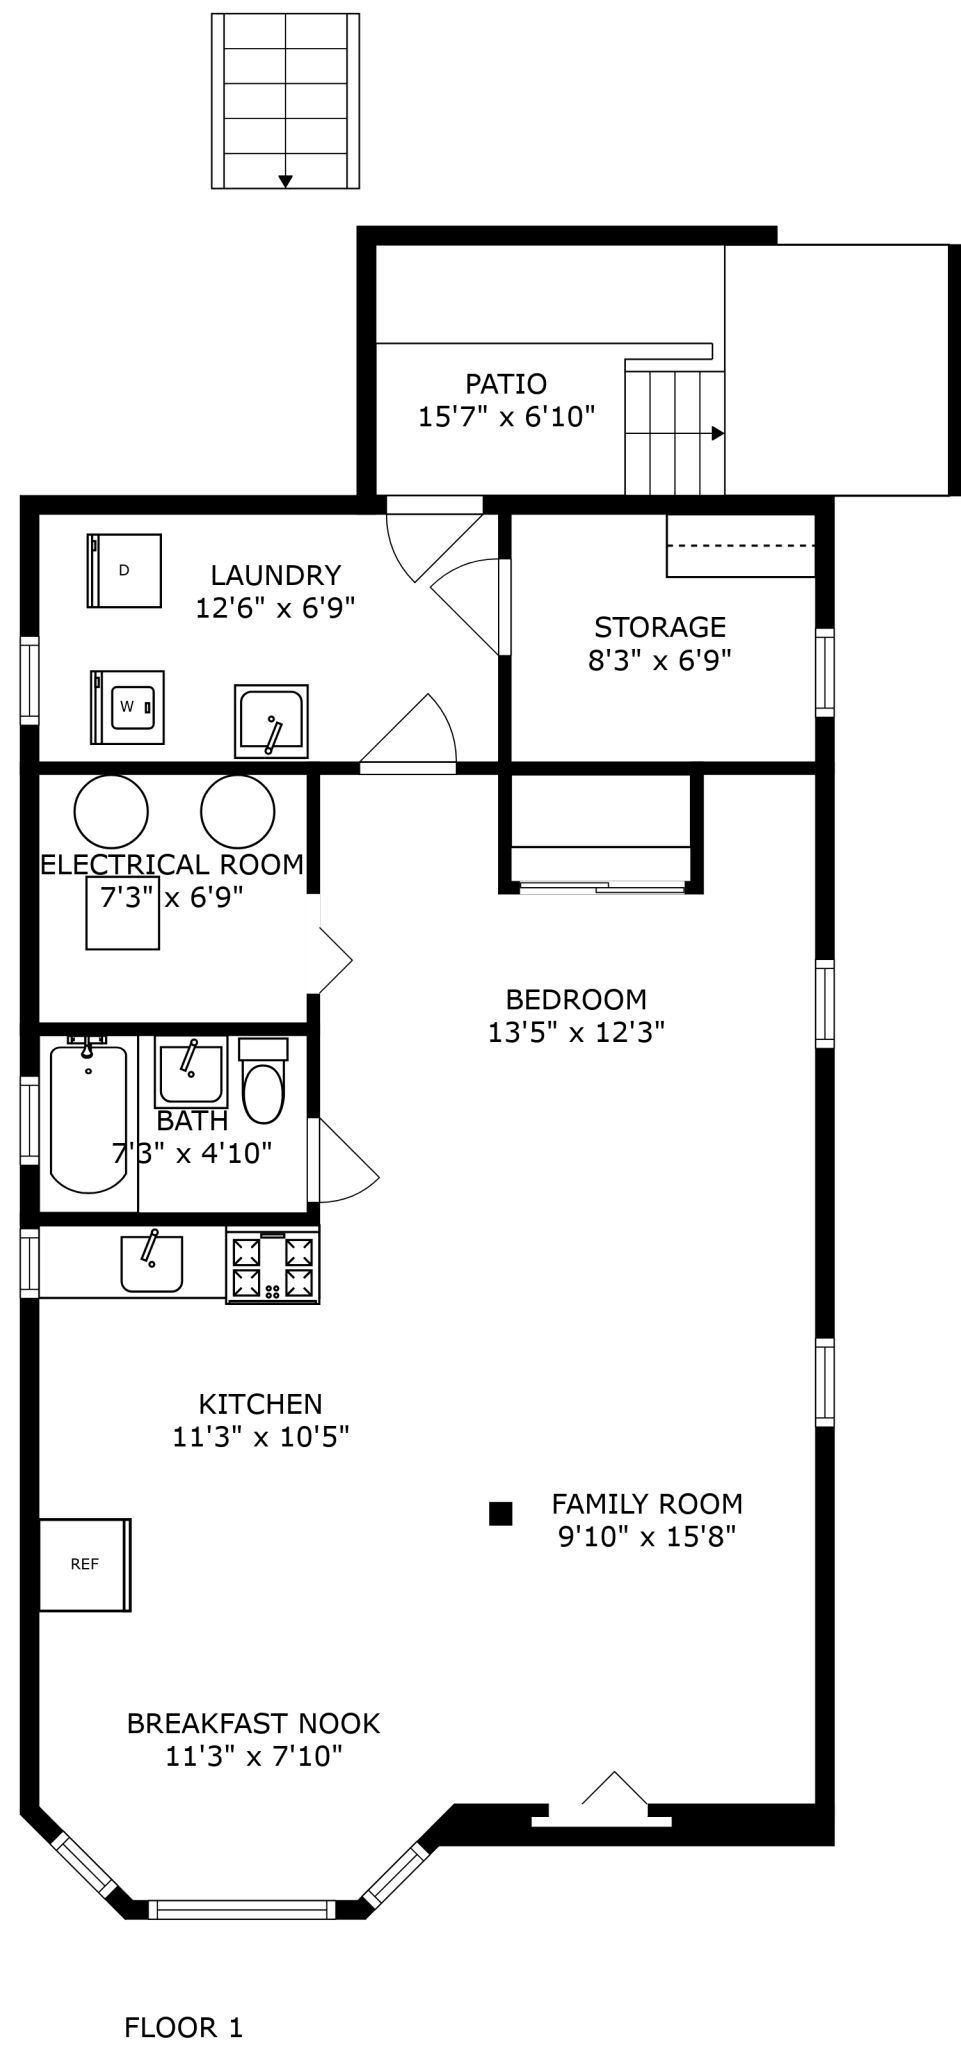 PATIO
15'7" x 6'10"
D
LAUNDRY
12'6" x 6'9"
STORAGE
8'3" x 6'9"
W
ELECTRICAL ROOM
7'3" x 6'9"
BEDROOM
13'5" x 12'3"
BATH
7'3" x 4'10"
KITCHEN
11'3" x 10'5"
FAMILY ROOM
9'10" x 15'8"
REF
BREAKFAST NOOK
11'3" x 7'10"
FLOOR 1